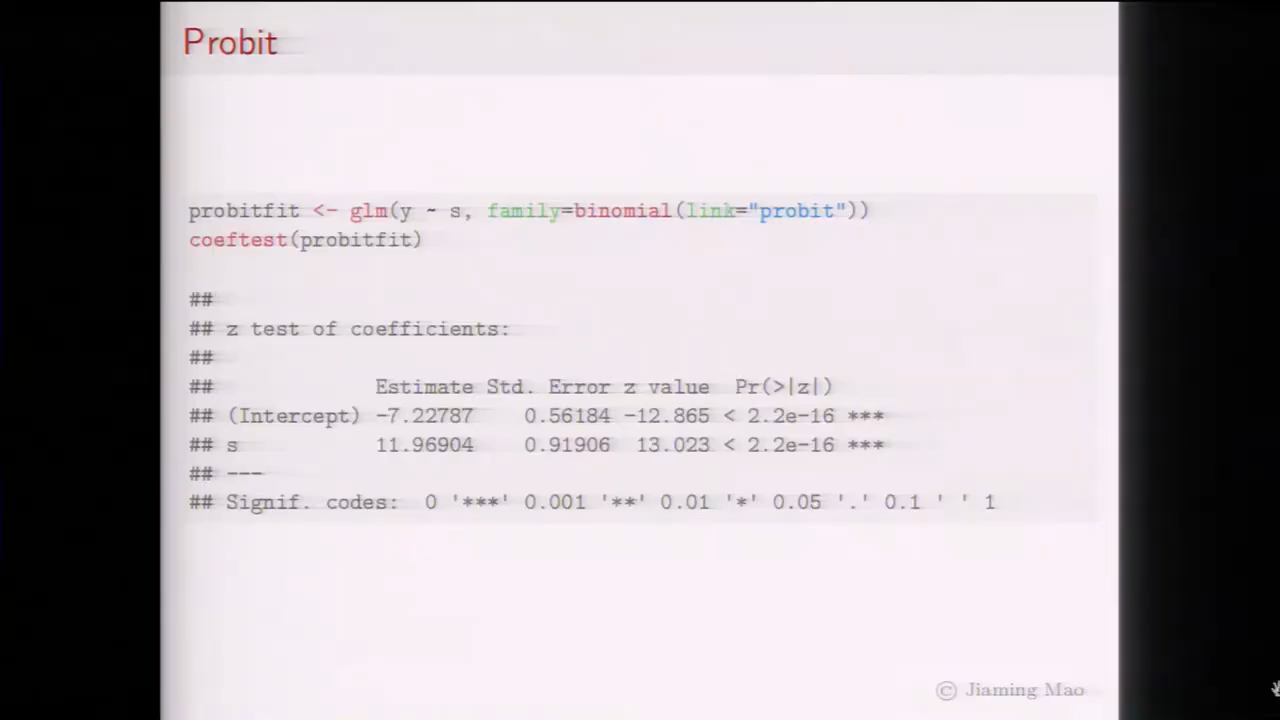 Probit
probitfit <- glm(y ~ s, family=binomial(link="probit"))
coeftest(probitfit)
##
## z test of coefficients:
##
##             Estimate Std. Error z value  Pr(>|z|)
## (Intercept) -7.22787    0.56184 -12.865 < 2.2e-16 ***
## s           11.96904    0.91906  13.023 < 2.2e-16 ***
## ---
## Signif. codes:  0 '***' 0.001 '**' 0.01 '*' 0.05 '.' 0.1 ' ' 1
© Jiaming Mao